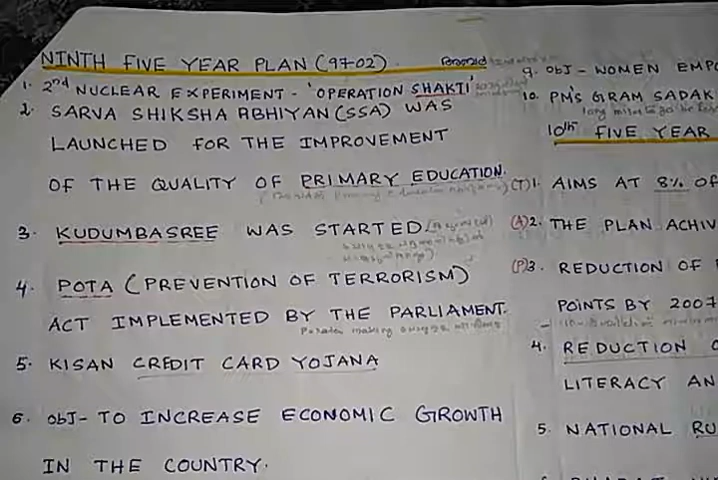 NINTH FIVE YEAR PLAN (97-02)
1. 2nd NUCLEAR EXPERIMENT - 'OPERATION SHAKTI'
2. SARVA SHIKSHA ABHIYAN (SSA) WAS
LAUNCHED FOR THE IMPROVEMENT
OF THE QUALITY OF PRIMARY EDUCATION.
3. KUDUMBASREE WAS STARTED.
4. POTA (PREVENTION OF TERRORISM)
ACT IMPLEMENTED BY THE PARLIAMENT.
5. KISAN CREDIT CARD YOJANA
6. obJ- TO INCREASE ECONOMIC GROWTH
IN THE COUNTRY.
9. obJ - WOMEN EMPO
10. PM's GRAM SADAK
10th FIVE YEAR
(T)1. AIMS AT 8% OF
(A)2. THE PLAN ACHIV
(P)3. REDUCTION OF
POINTS BY 2007
4. REDUCTION
LITERACY AN
5. NATIONAL RU